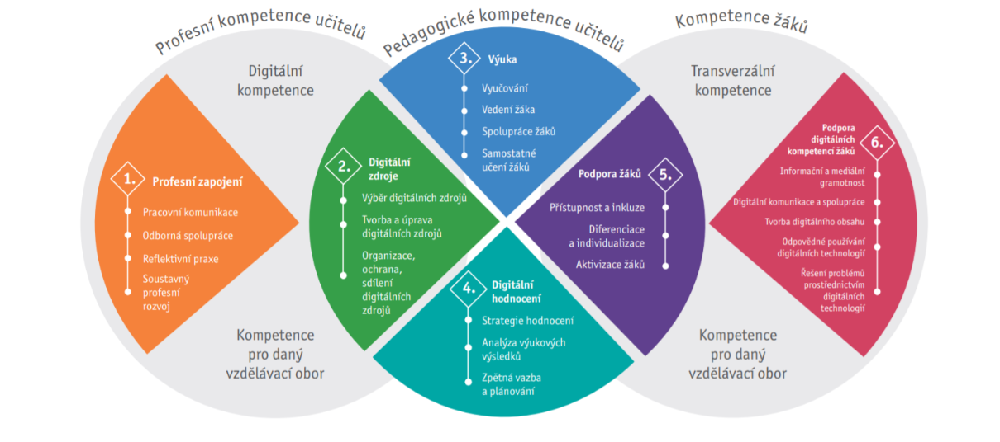 Profesní kompetence učitelů
Pedagogické kompetence učitelů
Kompetence žáků
Digitální
kompetence
Transverzální
kompetence
1.
Profesní zapojení
Pracovní komunikace
Odborná spolupráce
Reflektivní praxe
Soustavný
profesní
rozvoj
2.
Digitální
zdroje
Výběr digitálních zdrojů
Tvorba a úprava
digitálních zdrojů
Organizace,
ochrana,
sdílení
digitálních
zdrojů
3.
Výuka
Vyučování
Vedení žáka
Spolupráce žáků
Samostatné
učení žáků
4.
Digitální
hodnocení
Strategie hodnocení
Analýza výukových
výsledků
Zpětná vazba
a plánování
Podpora žáků
5.
Přístupnost a inkluze
Diferenciace
a individualizace
Aktivizace žáků
Podpora
digitálních
kompetencí žáků
6.
Informační a mediální
gramotnost
Digitální komunikace a spolupráce
Tvorba digitálního obsahu
Odpovědné používání
digitálních technologií
Řešení problémů
prostřednictvím
digitálních
technologií
Kompetence
pro daný
vzdělávací obor
Kompetence
pro daný
vzdělávací obor